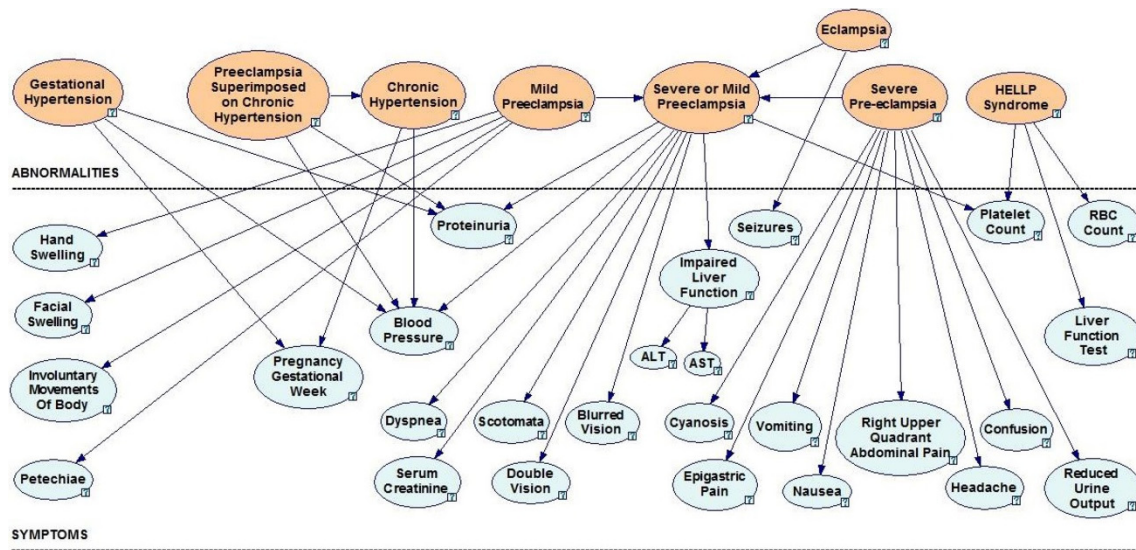 Eclampsia
Gestational
Hypertension
Preeclampsia
Superimposed
on Chronic
Hypertension
Chronic
Hypertension
Mild
Preeclampsia
Severe or Mild
Preeclampsia
Severe
Pre-eclampsia
HELLP
Syndrome
ABNORMALITIES
Hand
Swelling
Proteinuria
Seizures
Platelet
Count
RBC
Count
Facial
Swelling
Blood
Pressure
Impaired
Liver
Function
Liver
Function
Test
Involuntary
Movements
Of Body
Pregnancy
Gestational
Week
ALT
AST
Dyspnea
Scotomata
Blurred
Vision
Cyanosis
Vomiting
Right Upper
Quadrant
Abdominal Pain
Confusion
Petechiae
Serum
Creatinine
Double
Vision
Epigastric
Pain
Nausea
Headache
Reduced
Urine
Output
SYMPTOMS